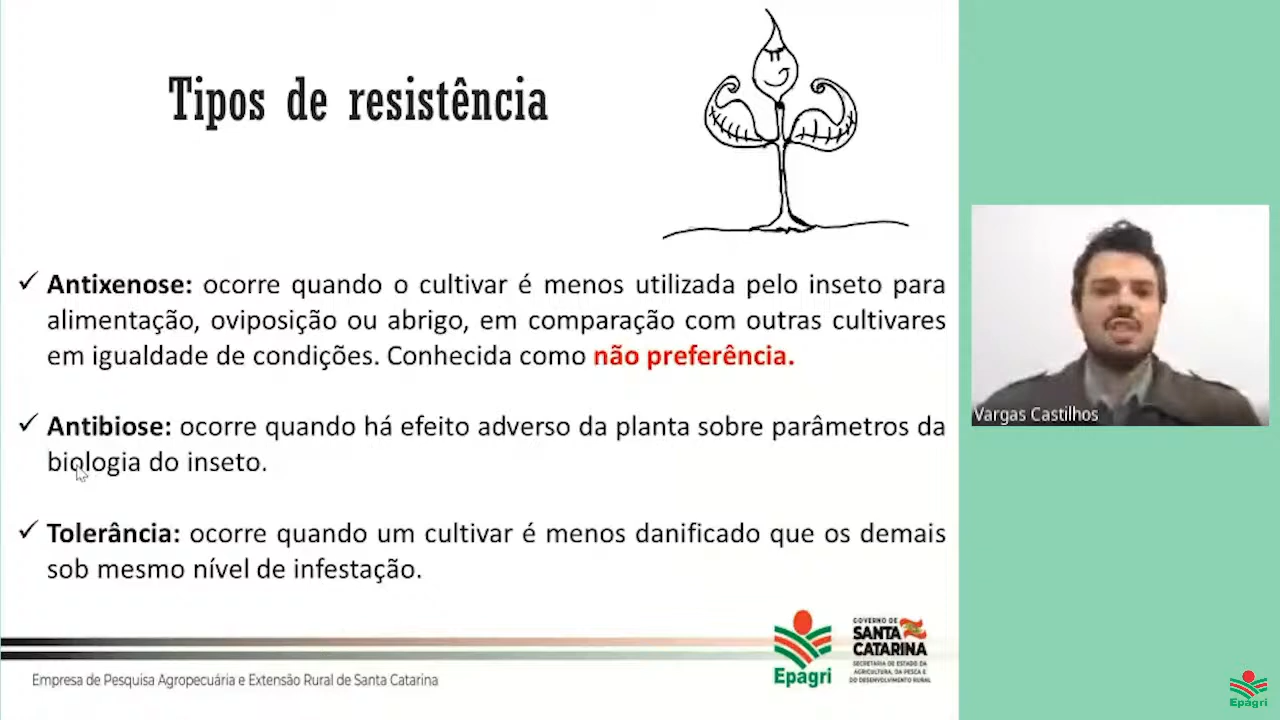 Tipos de resistência
✓ Antixenose: ocorre quando o cultivar é menos utilizada pelo inseto para
alimentação, oviposição ou abrigo, em comparação com outras cultivares
em igualdade de condições. Conhecida como não preferência.
✓ Antibiose: ocorre quando há efeito adverso da planta sobre parâmetros da
biologia do inseto.
✓ Tolerância: ocorre quando um cultivar é menos danificado que os demais
sob mesmo nível de infestação.
Vargas Castilhos
Epagri
GOVERNO DE
SANTA
CATARINA
SECRETARIA DE ESTADO DA
AGRICULTURA, DA PESCA E
DO DESENVOLVIMENTO RURAL
Empresa de Pesquisa Agropecuária e Extensão Rural de Santa Catarina
Epagri